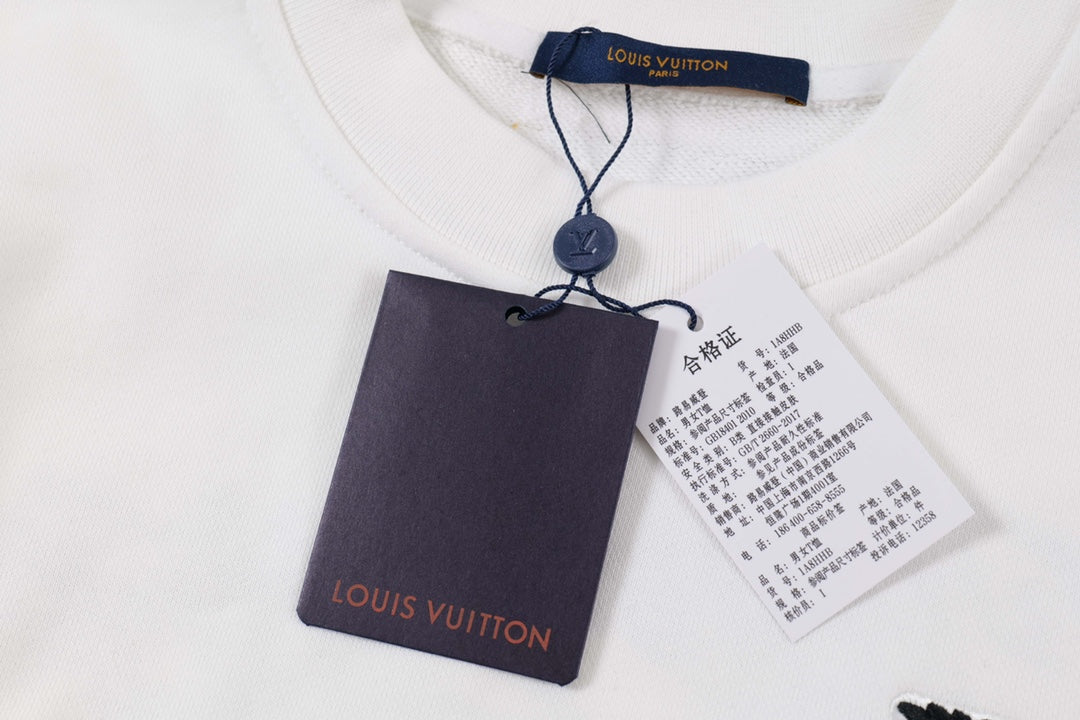 LOUIS VUITTON
PARIS
LV
LOUIS VUITTON
合格证
货 号：1A8HHB
品牌：路易威登 产 地：法国
品名：男女T恤 检查员：1
规格：参阅产品尺寸标签 等 级：合格品
标准号：GB18401 2010
安全类别：B类 直接接触皮肤
执行标准号：GB/T2660-2017
洗涤方式：参阅产品耐久性标准
质 地： 参见产品成份标签
销售商：路易威登（中国）商业销售有限公司
地 址：中国上海市南京西路1266号
恒隆广场1期4001室
电 话：186 400-658-8555
商品标价签
品 名：男女T恤 产地：法国
货 号：1A8HHB 等级：合格品
规 格：参阅产品尺寸标签 计价单位：件
核价员：1 投诉电话：12358